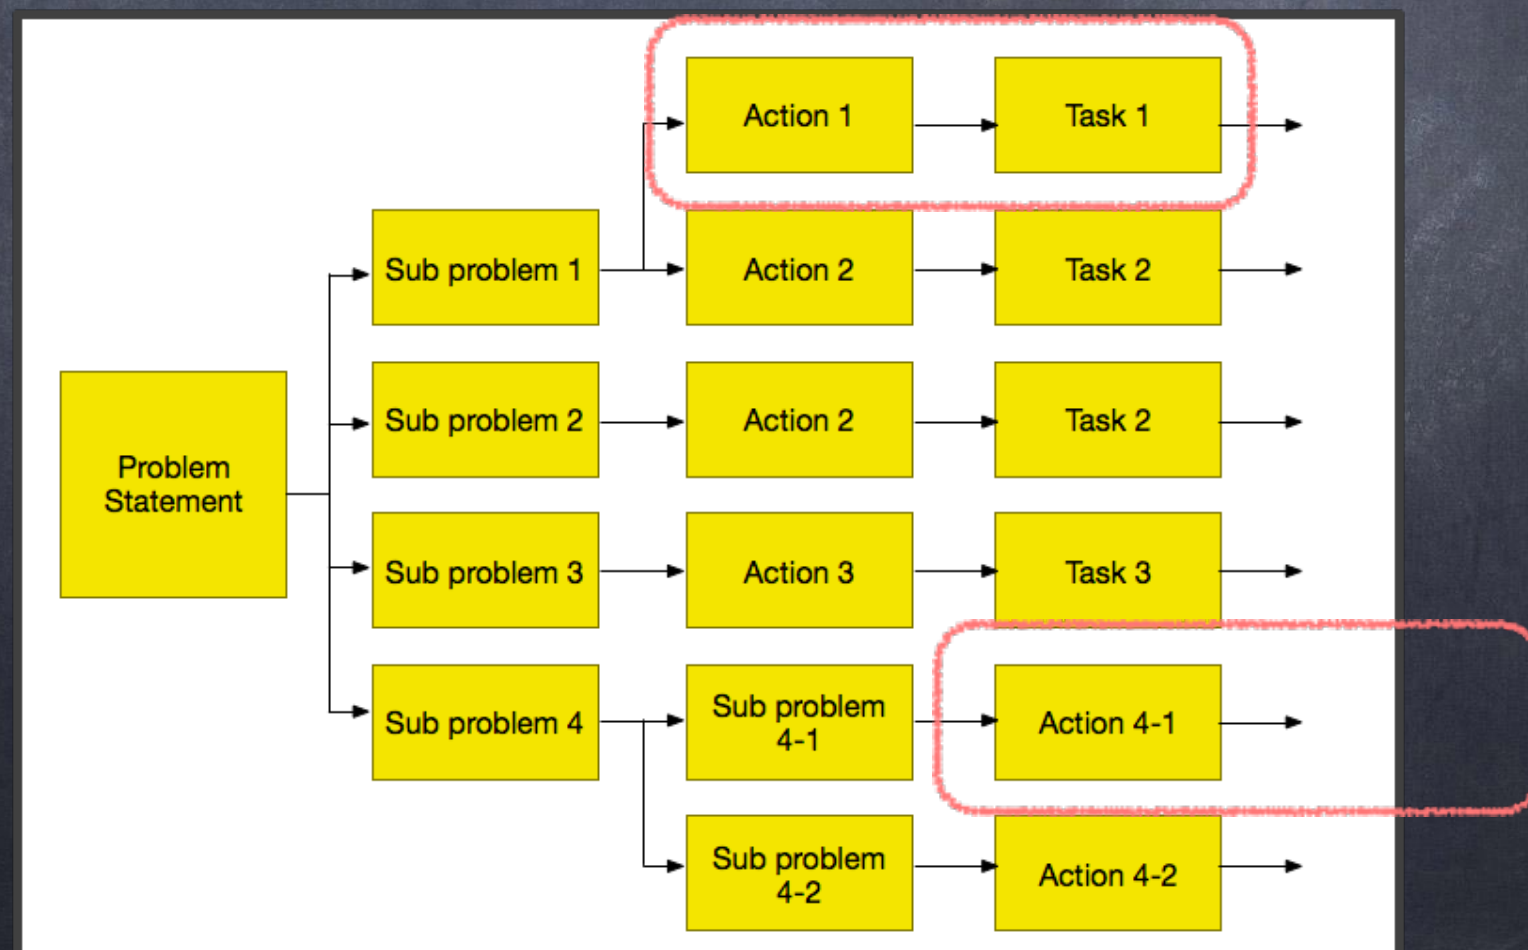 Action 1
Task 1
Sub problem 1
Action 2
Task 2
Sub problem 2
Action 2
Task 2
Problem
Statement
Sub problem 3
Action 3
Task 3
Sub problem 4
Sub problem
4-1
Action 4-1
Sub problem
4-2
Action 4-2